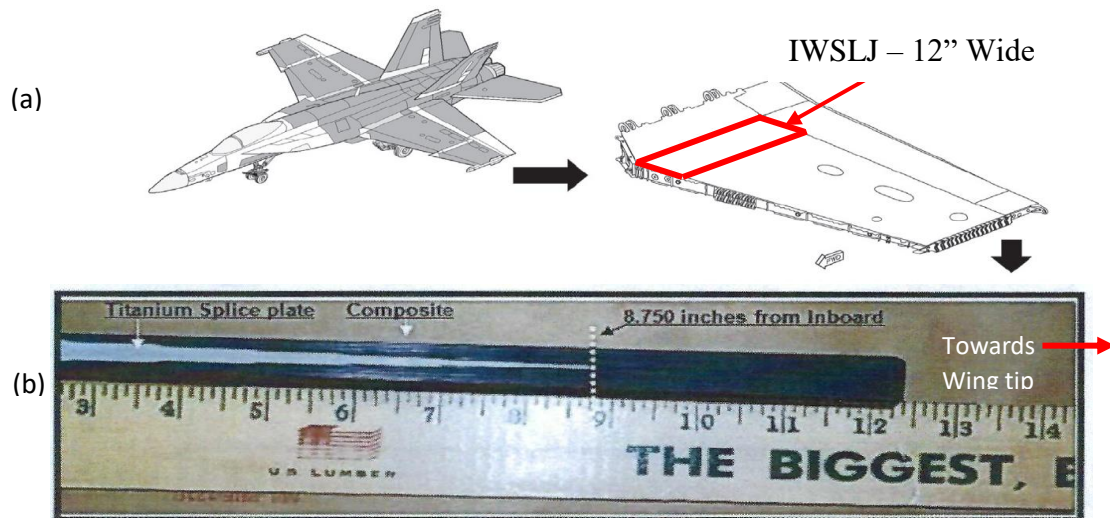 IWSLJ – 12” Wide
(a)
FWD
Titanium Splice plate
Composite
8.750 inches from Inboard
Towards
Wing tip
(b)
3 4 5 6 7 8 9 10 11 12 13 14
U S LUMBER
THE BIGGEST,